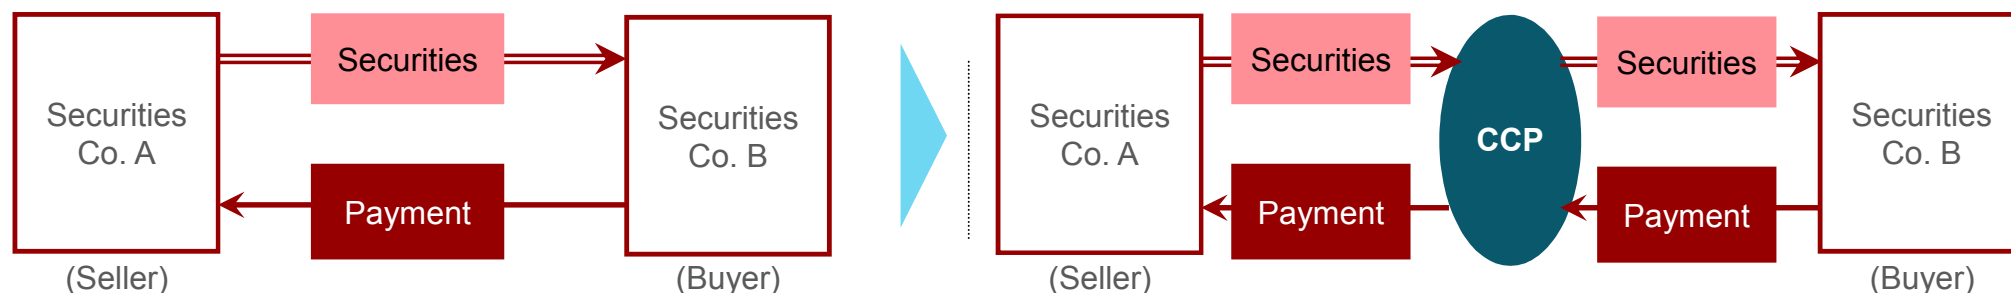 Securities
Securities
Co. A
Payment
(Seller)
Securities
Co. B
(Buyer)
Securities
Securities
Co. A
Payment
(Seller)
CCP
Securities
Payment
Securities
Co. B
(Buyer)